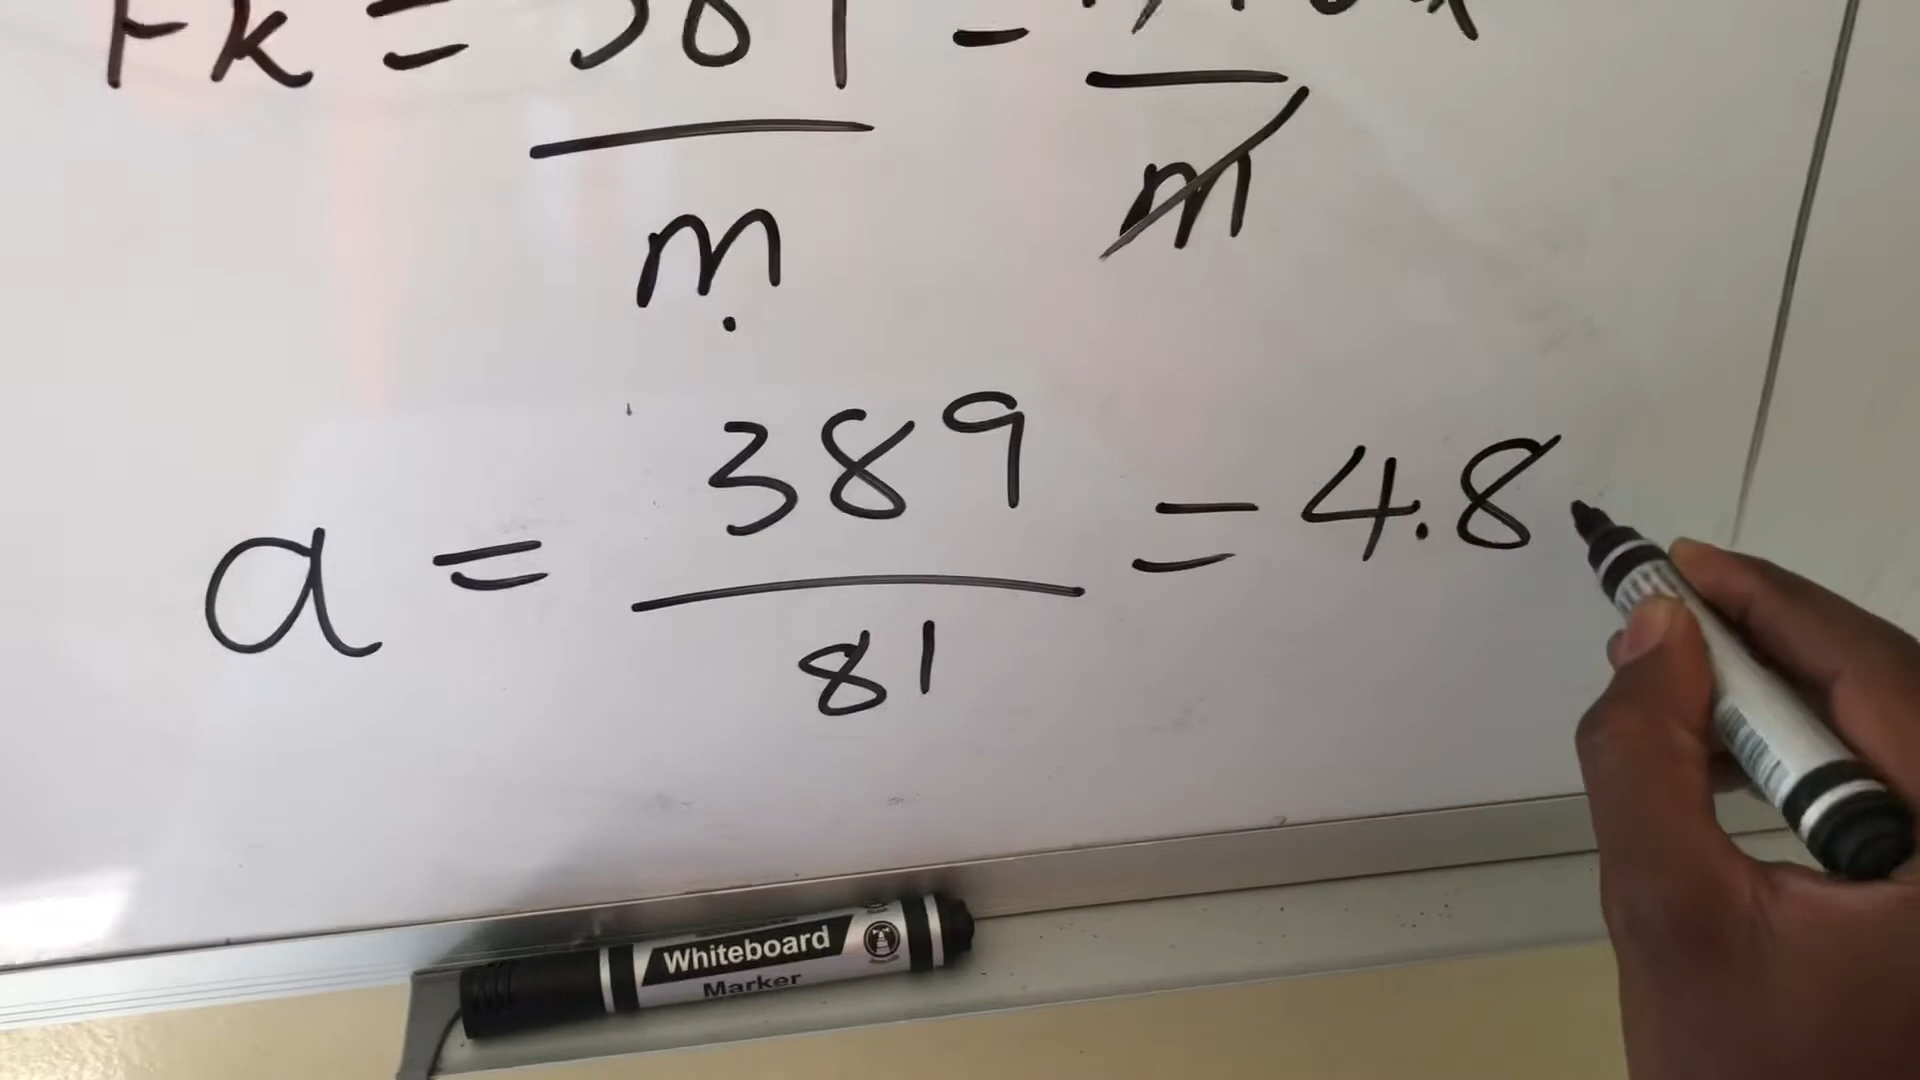 Fk =
m
m
a = 389 = 4.8
81
Whiteboard
Marker